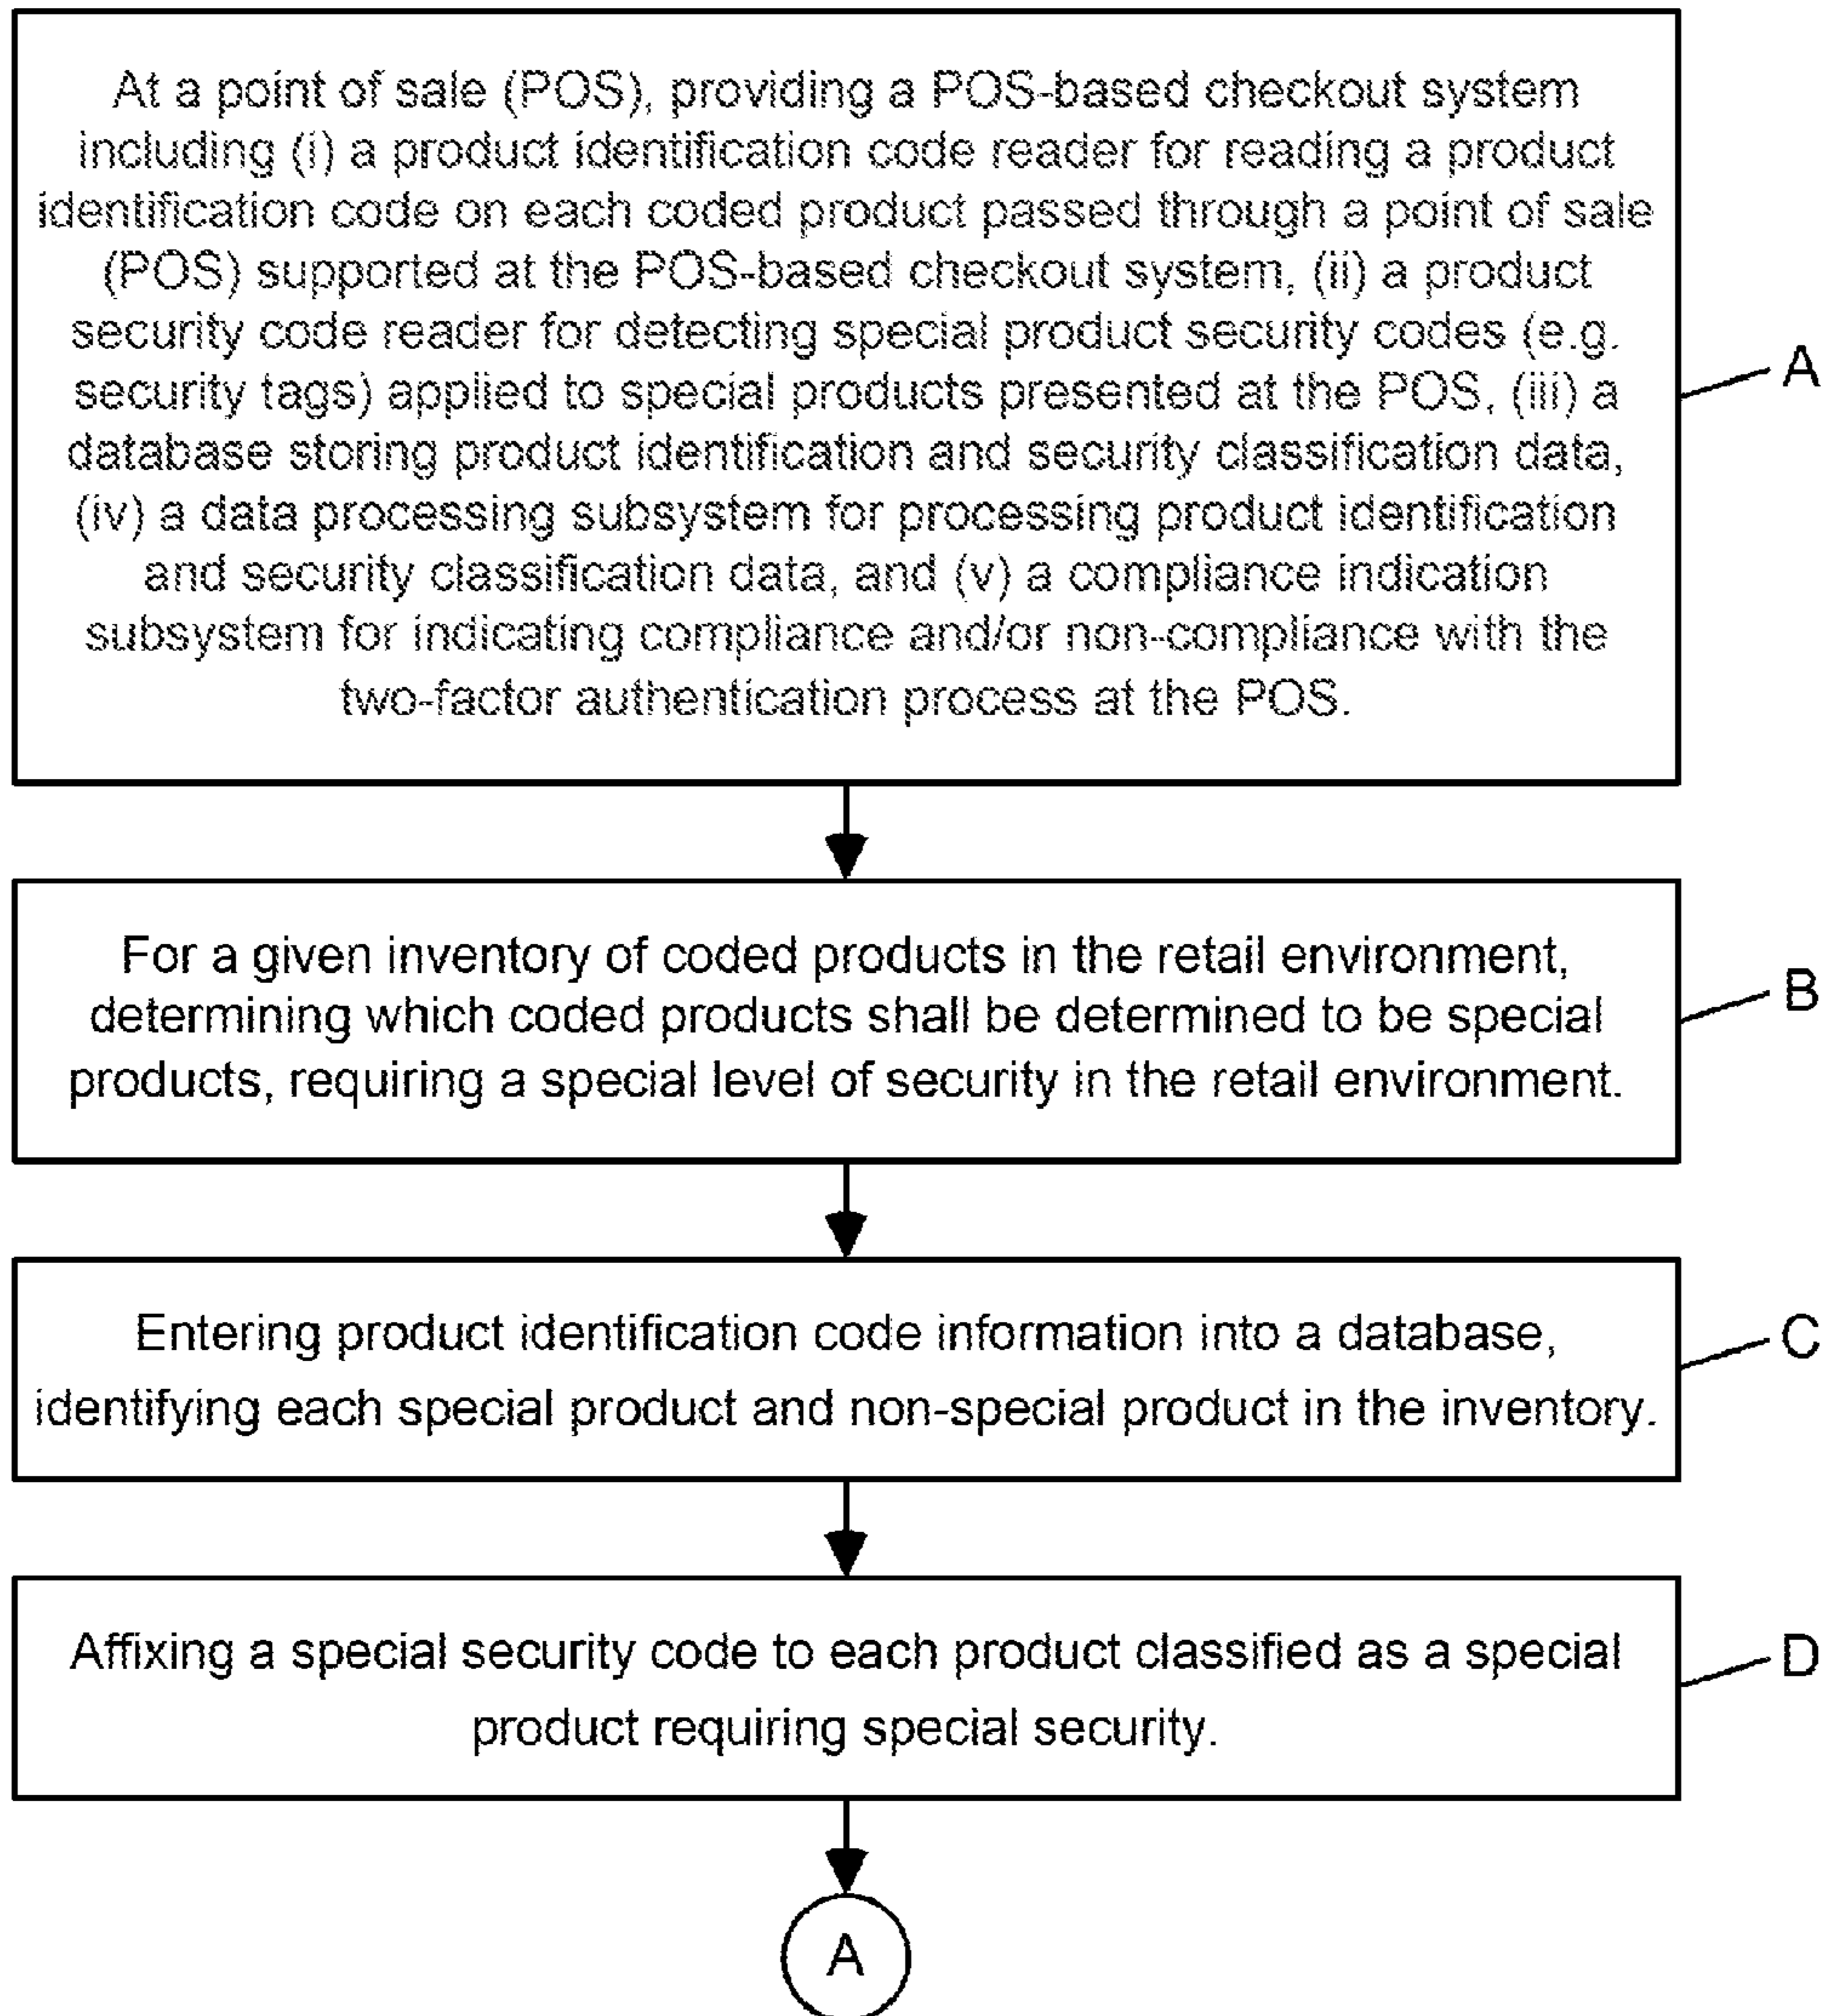 At a point of sale (POS), providing a POS-based checkout system
including (i) a product identification code reader for reading a product
identification code on each coded product passed through a point of sale
(POS) supported at the POS-based checkout system, (ii) a product
security code reader for detecting special product security codes (e.g.
security tags) applied to special products presented at the POS, (iii) a
database storing product identification and security classification data,
(iv) a data processing subsystem for processing product identification
and security classification data, and (v) a compliance indication
subsystem for indicating compliance and/or non-compliance with the
two-factor authentication process at the POS.
A
For a given inventory of coded products in the retail environment,
determining which coded products shall be determined to be special
products, requiring a special level of security in the retail environment.
B
Entering product identification code information into a database,
identifying each special product and non-special product in the inventory.
C
Affixing a special security code to each product classified as a special
product requiring special security.
D
A